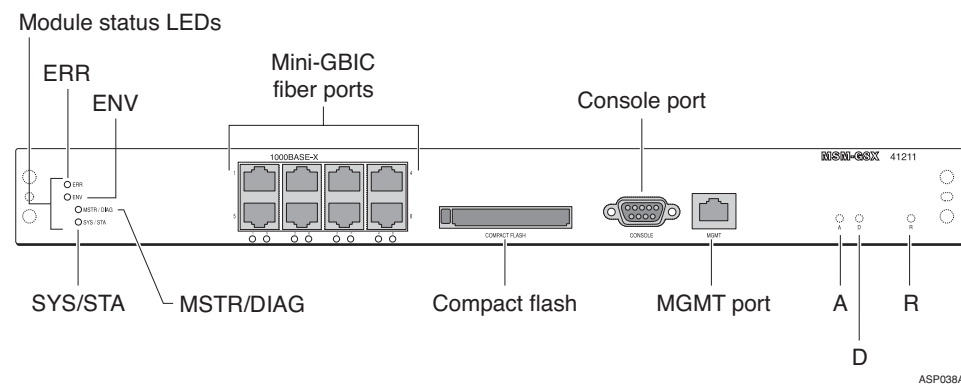 Module status LEDs
ERR
ENV
Mini-GBIC
fiber ports
Console port
1000BASE-X
1
4
5
8
ERR
ENV
MSTR / DIAG
SYS / STA
COMPACT FLASH
CONSOLE
MGMT
MSM-G8X 41211
A
D
R
SYS/STA
MSTR/DIAG
Compact flash
MGMT port
A
R
D
ASP038A